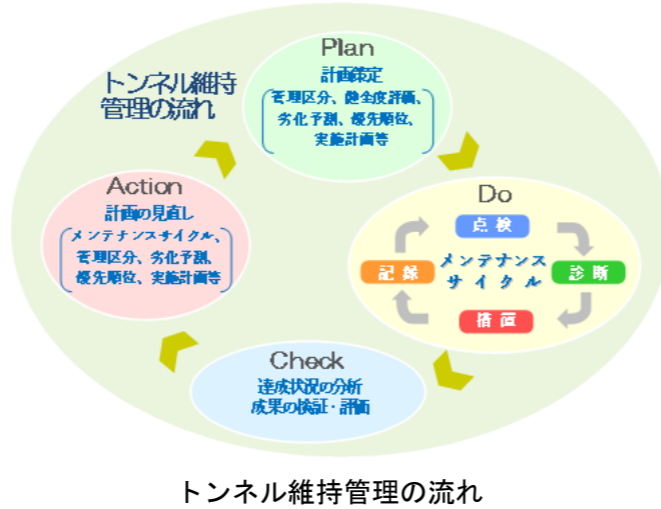 トンネル維持
管理の流れ
Plan
計画策定
管理区分、健全度評価、
劣化予測、優先順位、
実施計画等
Do
点検
診断
措置
記録
メンテナンス
サイクル
Check
達成状況の分析
成果の検証・評価
Action
計画の見直し
メンテナンスサイクル、
管理区分、劣化予測、
優先順位、実施計画等
トンネル維持管理の流れ